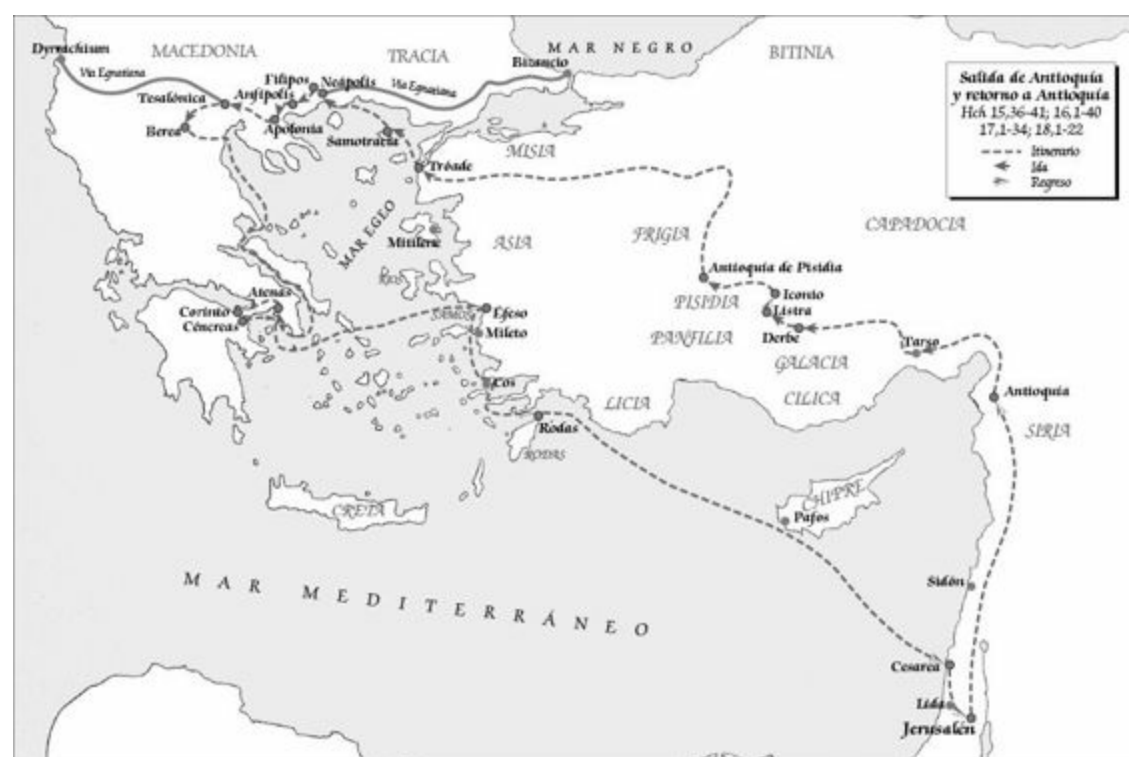 MAR NEGRO
MACEDONIA
TRACIA
BITINIA
Dyrrachium
Bizancio
Via Egnatiana
Filipos
Neápolis
Via Egnatiana
Tesalónica
Anfípolis
Apolonia
Berea
Samotracia
MISIA
Tróade
Salida de Antioquía
y retorno a Antioquía
Hch 15,36-41; 16,1-40
17,1-34; 18,1-22
Itinerario
Ida
Regreso
MAR EGEO
Mitilene
ASIA
FRIGIA
CAPADOCIA
Antioquía de Pisidia
Iconio
PISIDIA
Listra
Atenas
Corinto
Céncreas
SAMOS
Éfeso
Mileto
PANFILIA
Derbe
Tarso
GALACIA
Cos
LICIA
CILICA
Antioquía
SIRIA
Rodas
RODAS
CRETA
CHIPRE
Pafos
MAR MEDITERRÁNEO
Sidón
Cesarea
Lida
Jerusalén